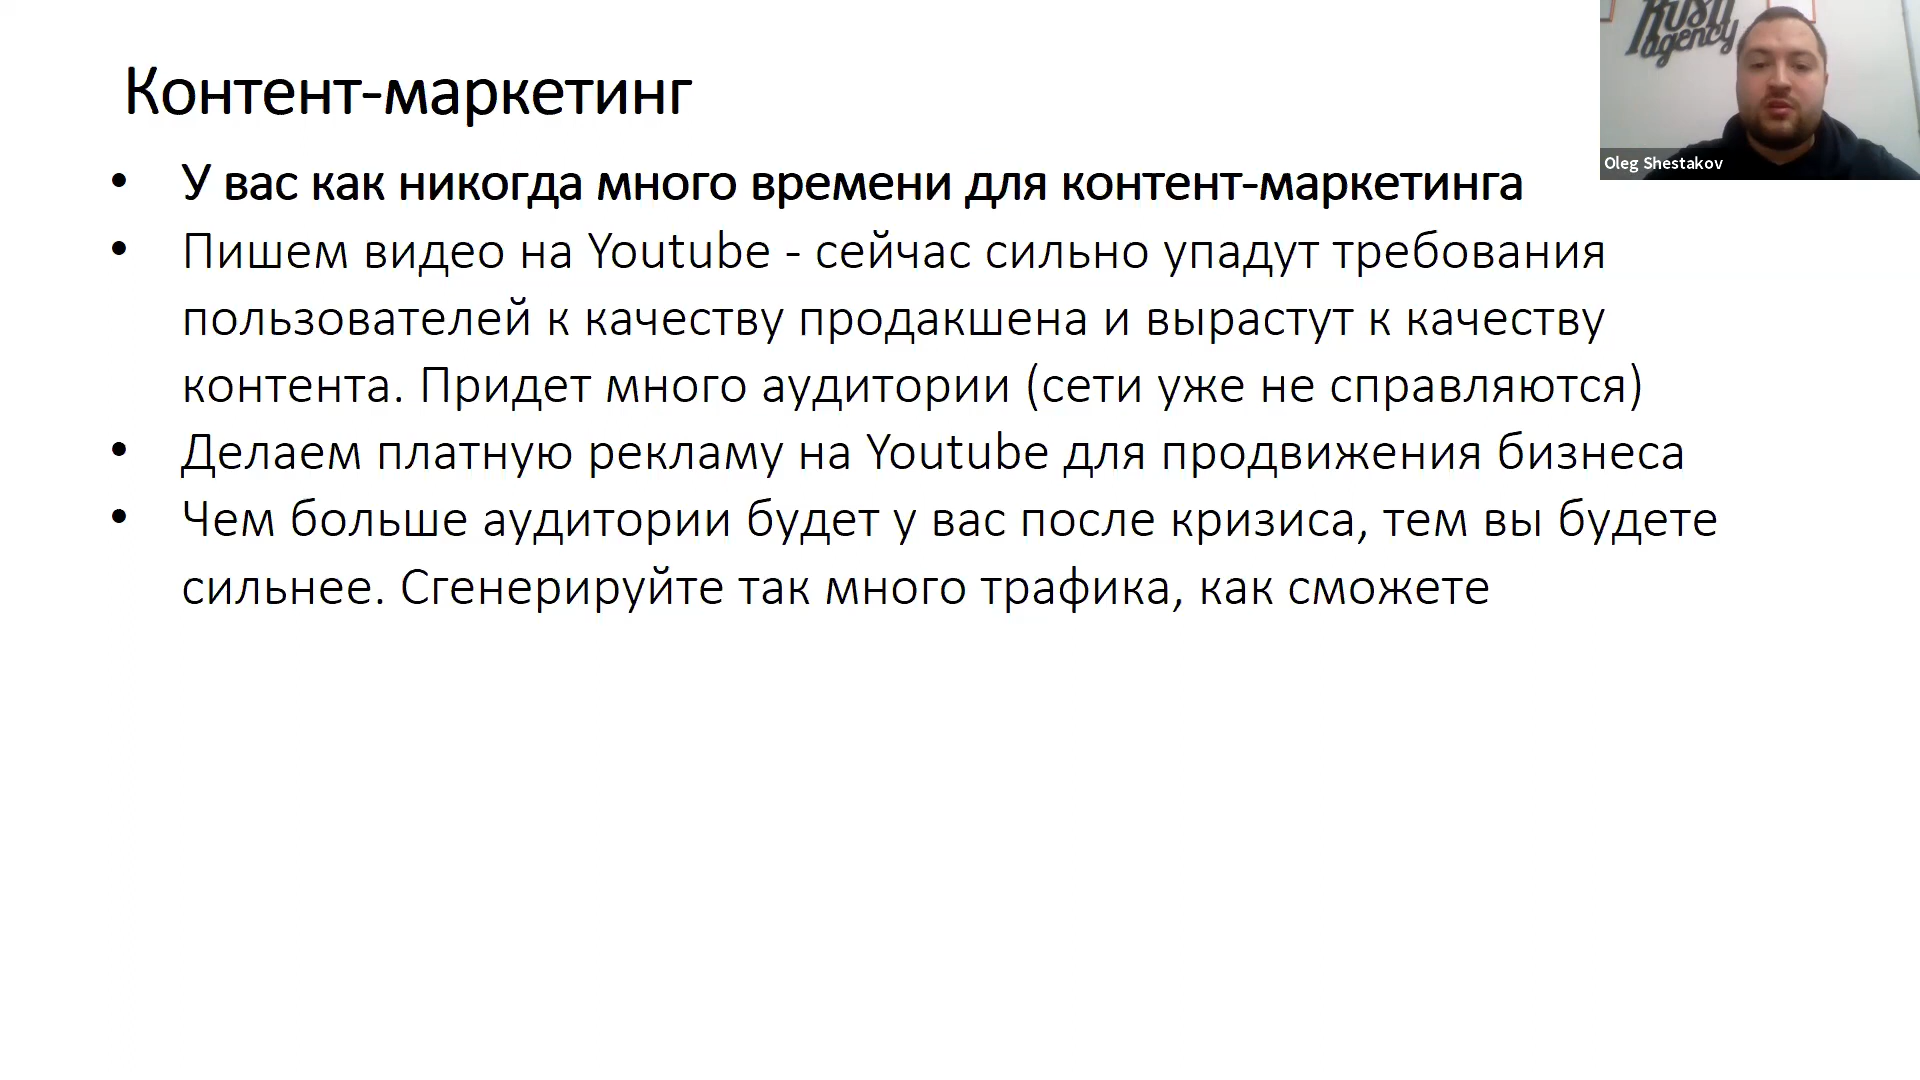 Контент-маркетинг
• У вас как никогда много времени для контент-маркетинга
• Пишем видео на Youtube - сейчас сильно упадут требования
пользователей к качеству продакшена и вырастут к качеству
контента. Придет много аудитории (сети уже не справляются)
• Делаем платную рекламу на Youtube для продвижения бизнеса
• Чем больше аудитории будет у вас после кризиса, тем вы будете
сильнее. Сгенерируйте так много трафика, как сможете
Rush
agency
Oleg Shestakov